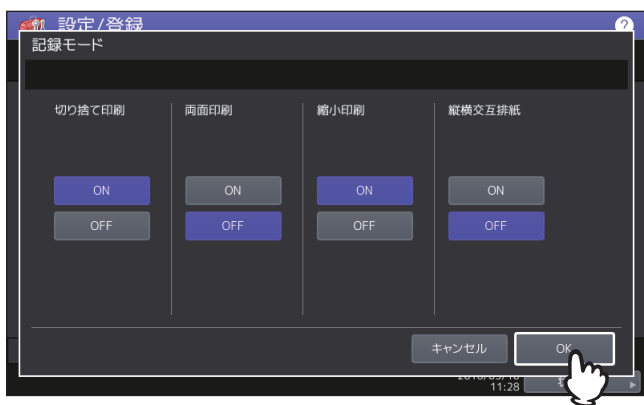 設定/登録
?
記録モード
切り捨て印刷 両面印刷 縮小印刷 縦横交互排紙
ON ON ON ON
OFF OFF OFF OFF
キャンセル OK
11:28